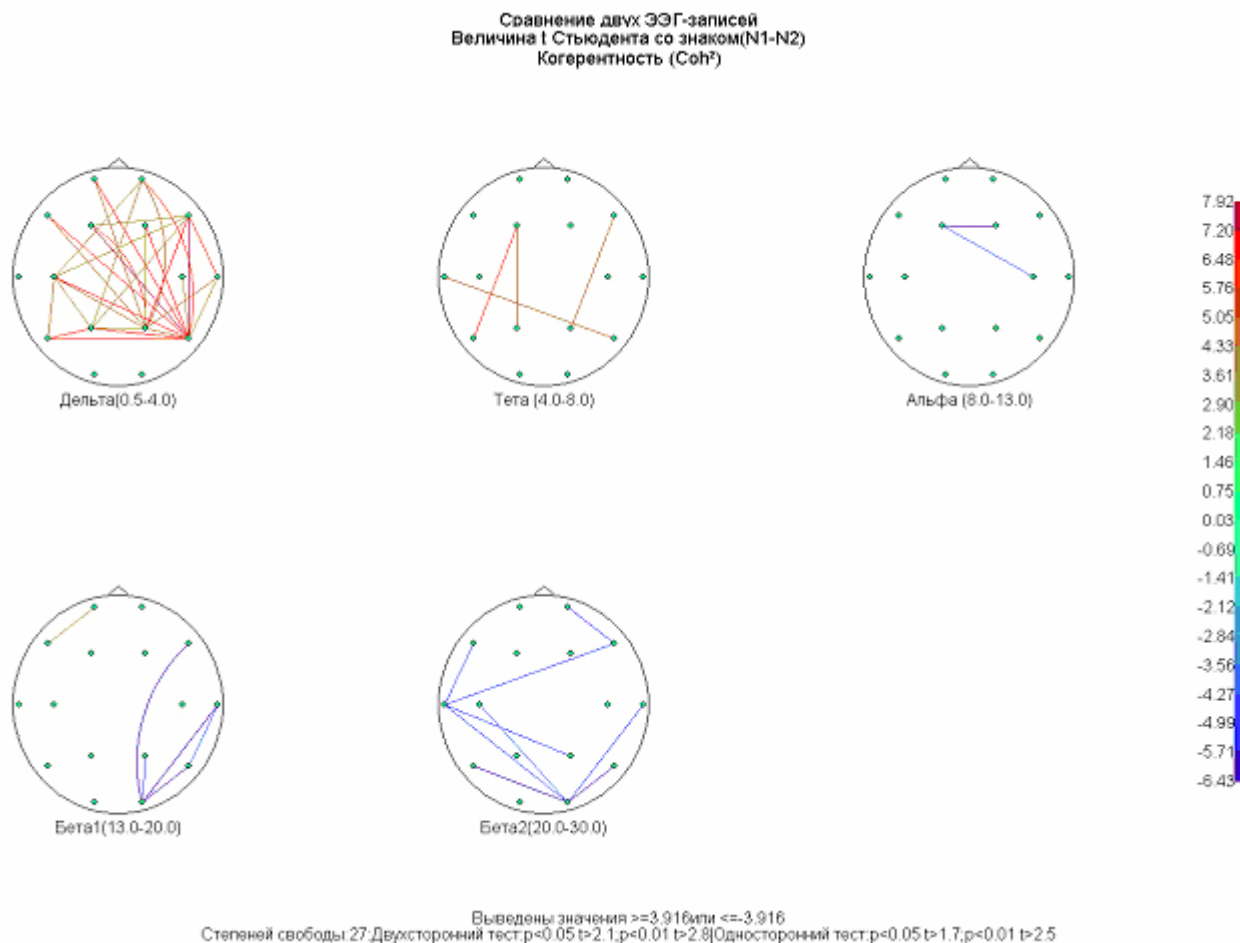 Сравнение двух ЭЭГ-записей
Величина t Стьюдента со знаком(N1-N2)
Когерентность (Coh²)
Дельта(0.5-4.0)
Тета (4.0-8.0)
Альфа (8.0-13.0)
7.92
7.20
6.48
5.76
5.05
4.33
3.61
2.90
2.18
1.46
0.75
0.03
-0.69
-1.41
-2.12
-2.84
-3.56
-4.27
-4.99
-5.71
-6.43
Бета1(13.0-20.0)
Бета2(20.0-30.0)
Выведены значения >=3.916или <=-3.916
Степеней свободы:27;Двухсторонний тест:p<0.05 t>2.1;p<0.01 t>2.8|Односторонний тест:p<0.05 t>1.7;p<0.01 t>2.5